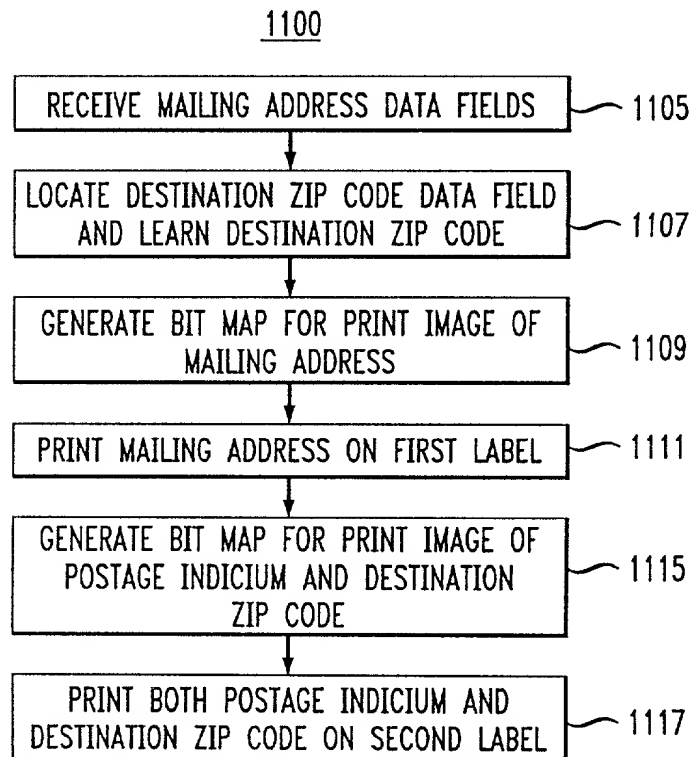 1100
RECEIVE MAILING ADDRESS DATA FIELDS
1105
LOCATE DESTINATION ZIP CODE DATA FIELD
AND LEARN DESTINATION ZIP CODE
1107
GENERATE BIT MAP FOR PRINT IMAGE OF
MAILING ADDRESS
1109
PRINT MAILING ADDRESS ON FIRST LABEL
1111
GENERATE BIT MAP FOR PRINT IMAGE OF
POSTAGE INDICIUM AND DESTINATION
ZIP CODE
1115
PRINT BOTH POSTAGE INDICIUM AND
DESTINATION ZIP CODE ON SECOND LABEL
1117